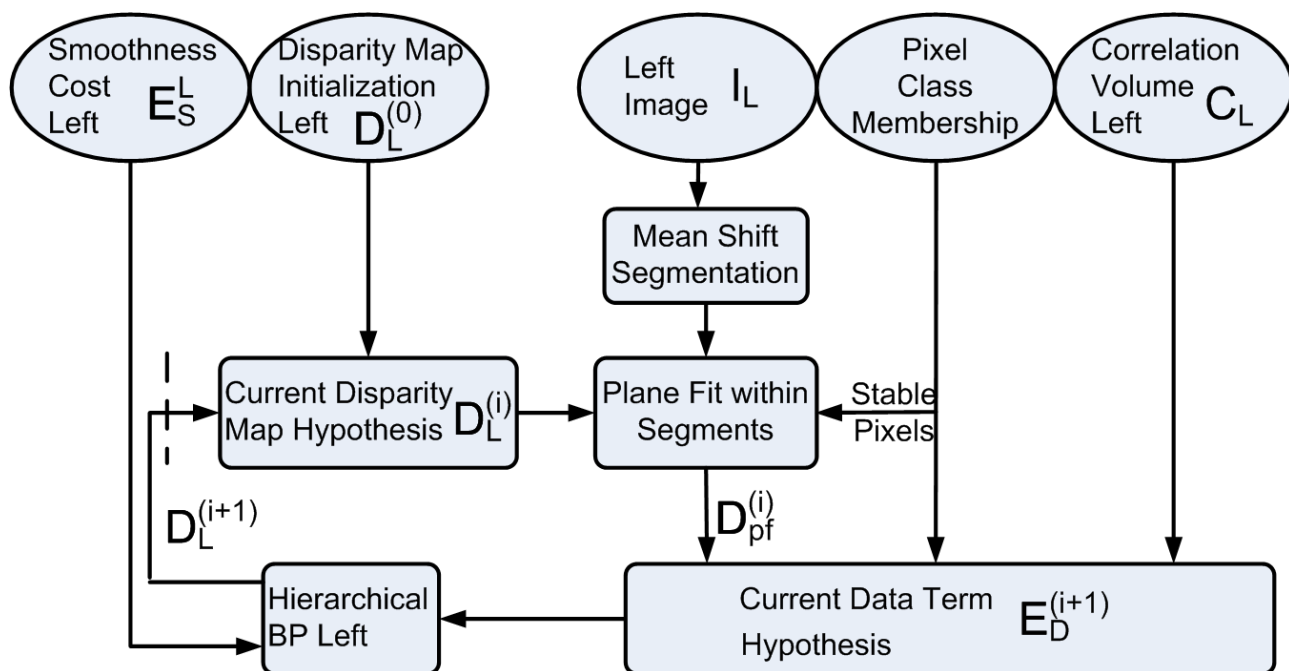 Smoothness
Cost
Left E_S^L
Disparity Map
Initialization
Left D_L^(0)
Left
Image I_L
Pixel
Class
Membership
Correlation
Volume
Left C_L
Mean Shift
Segmentation
Current Disparity
Map Hypothesis D_L^(i)
Plane Fit within
Segments
Stable
Pixels
D_L^(i+1)
D_pf^(i)
Hierarchical
BP Left
Current Data Term
Hypothesis E_D^(i+1)